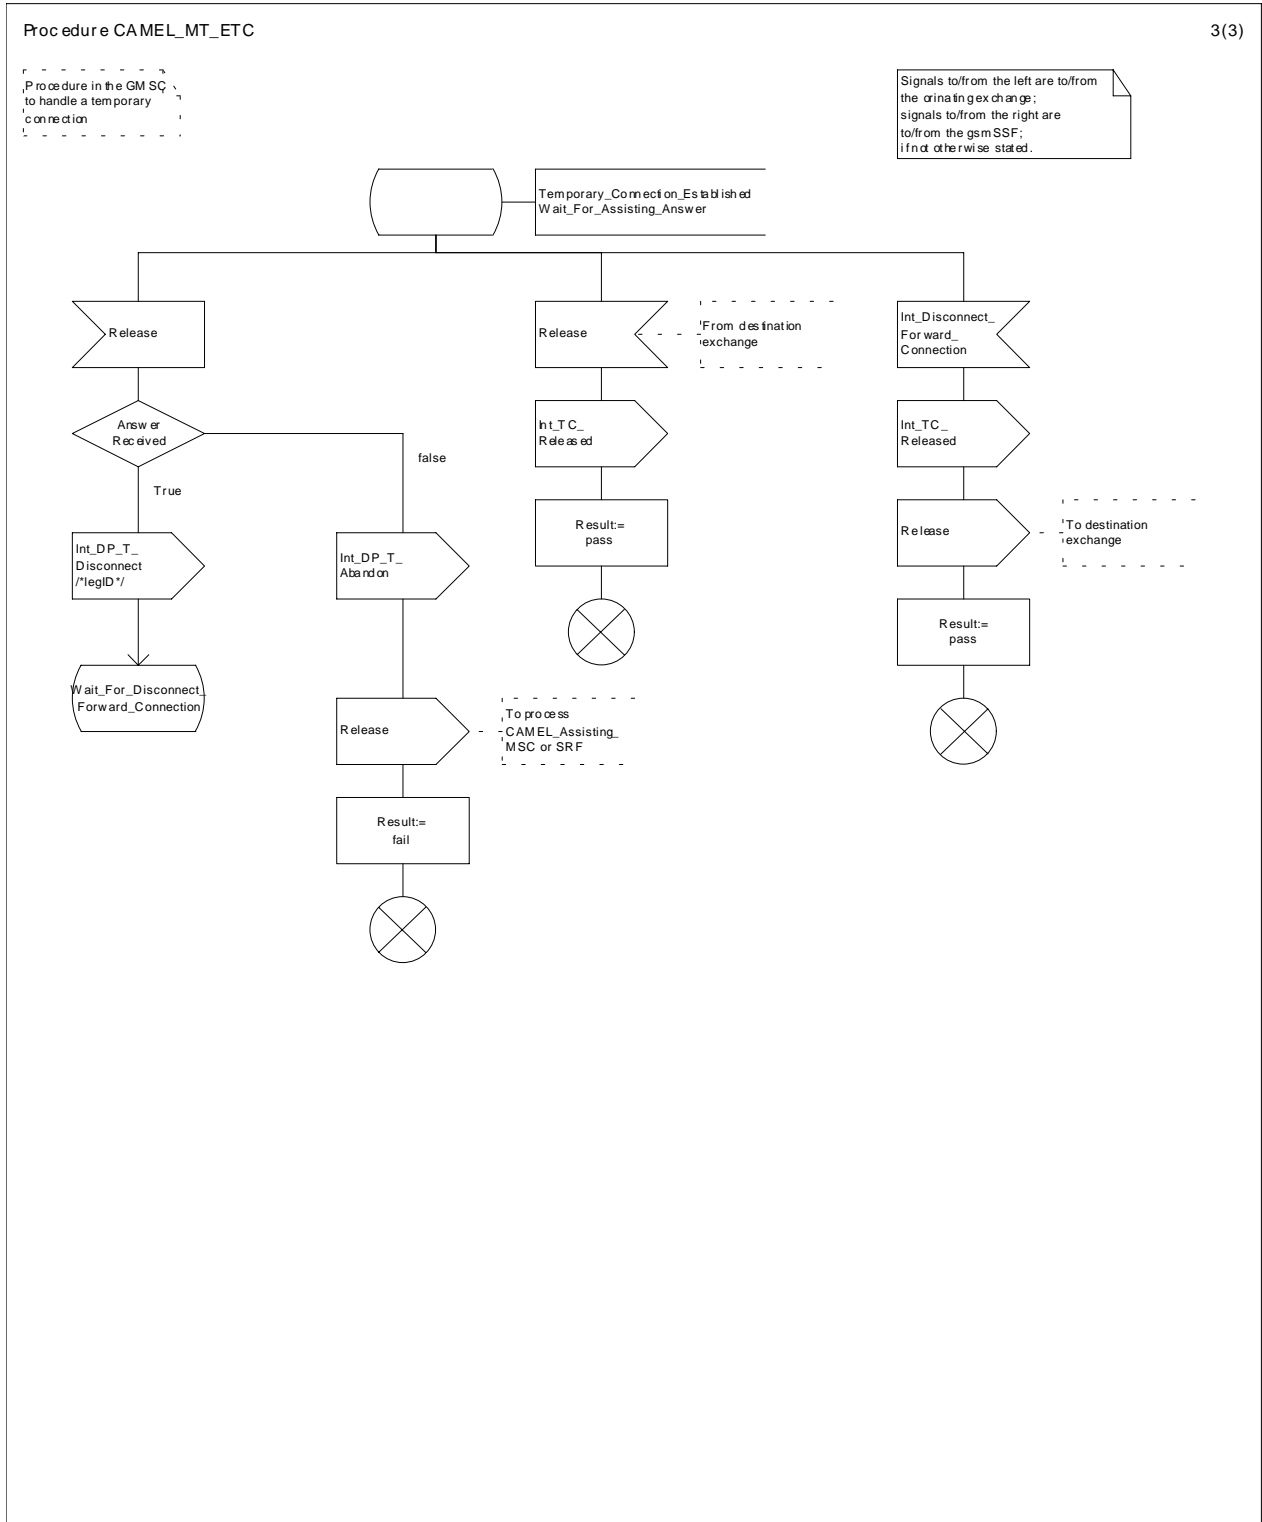 Procedure CAMEL_MT_ETC
3(3)
Procedure in the GMSC
to handle a temporary
connection
Signals to/from the left are to/from
the orinating exchange;
signals to/from the right are
to/from the gsmSSF;
if not otherwise stated.
Temporary_Connection_Established
Wait_For_Assisting_Answer
Release
Release
From destination
exchange
Int_Disconnect_
Forward_
Connection
Answer
Received
false
True
Int_TC_
Released
Int_TC_
Released
Result:=
pass
Release
To destination
exchange
Int_DP_T_
Disconnect
/*legID*/
Int_DP_T_
Abandon
Result:=
pass
Wait_For_Disconnect_
Forward_Connection
Release
To process
CAMEL_Assisting_
MSC or SRF
Result:=
fail